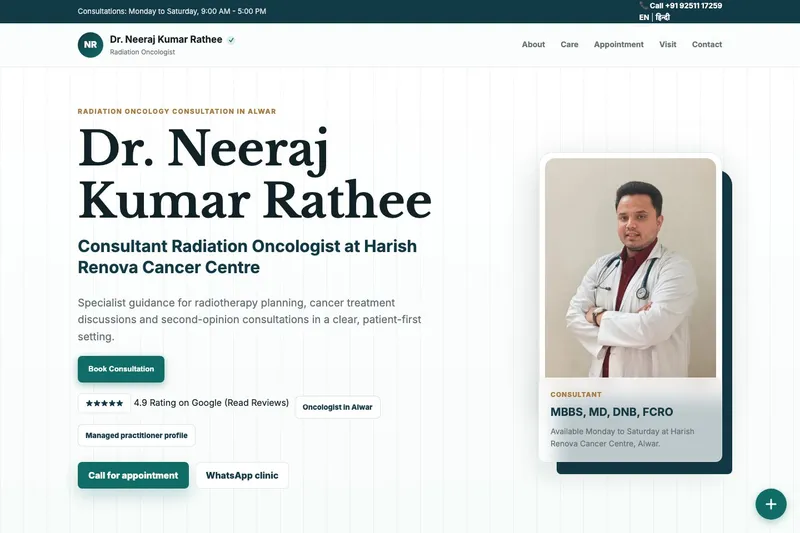 Consultations: Monday to Saturday, 9:00 AM - 5:00 PM
📞 Call +91 92511 17259
EN | हिन्दी
NR
Dr. Neeraj Kumar Rathee
Radiation Oncologist
About
Care
Appointment
Visit
Contact
RADIATION ONCOLOGY CONSULTATION IN ALWAR
Dr. Neeraj
Kumar Rathee
Consultant Radiation Oncologist at Harish
Renova Cancer Centre
Specialist guidance for radiotherapy planning, cancer treatment
discussions and second-opinion consultations in a clear, patient-first
setting.
Book Consultation
★★★★★ 4.9 Rating on Google (Read Reviews)
Oncologist in Alwar
Managed practitioner profile
Call for appointment
WhatsApp clinic
CONSULTANT
MBBS, MD, DNB, FCRO
Available Monday to Saturday at Harish
Renova Cancer Centre, Alwar.
+